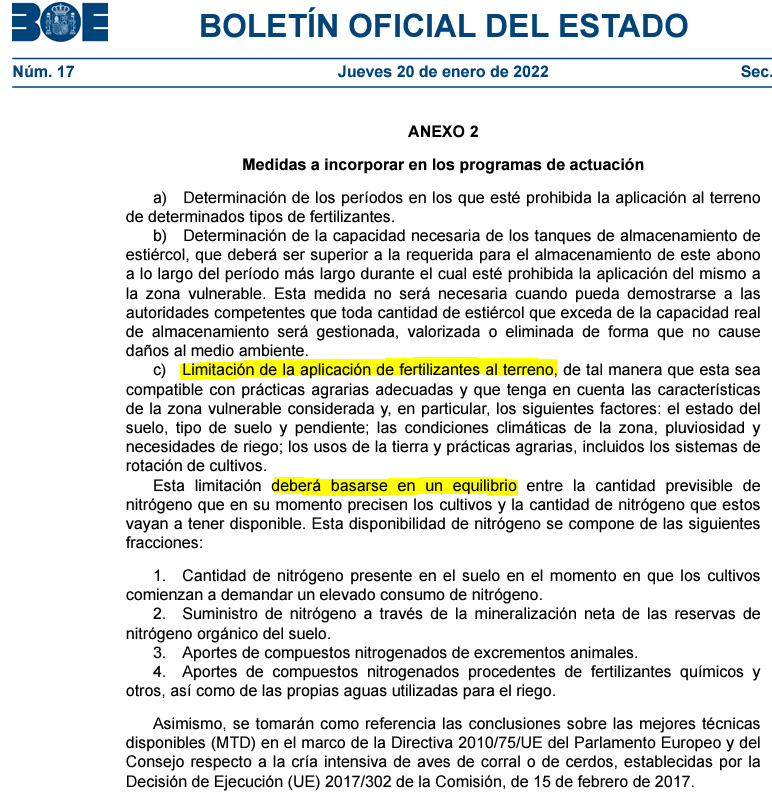 BOE
BOLETÍN OFICIAL DEL ESTADO
Núm. 17 Jueves 20 de enero de 2022 Sec.
ANEXO 2
Medidas a incorporar en los programas de actuación
a) Determinación de los períodos en los que esté prohibida la aplicación al terreno
de determinados tipos de fertilizantes.
b) Determinación de la capacidad necesaria de los tanques de almacenamiento de
estiércol, que deberá ser superior a la requerida para el almacenamiento de este abono
a lo largo del período más largo durante el cual esté prohibida la aplicación del mismo a
la zona vulnerable. Esta medida no será necesaria cuando pueda demostrarse a las
autoridades competentes que toda cantidad de estiércol que exceda de la capacidad real
de almacenamiento será gestionada, valorizada o eliminada de forma que no cause
daños al medio ambiente.
c) Limitación de la aplicación de fertilizantes al terreno, de tal manera que esta sea
compatible con prácticas agrarias adecuadas y que tenga en cuenta las características
de la zona vulnerable considerada y, en particular, los siguientes factores: el estado del
suelo, tipo de suelo y pendiente; las condiciones climáticas de la zona, pluviosidad y
necesidades de riego; los usos de la tierra y prácticas agrarias, incluidos los sistemas de
rotación de cultivos.
Esta limitación deberá basarse en un equilibrio entre la cantidad previsible de
nitrógeno que en su momento precisen los cultivos y la cantidad de nitrógeno que estos
vayan a tener disponible. Esta disponibilidad de nitrógeno se compone de las siguientes
fracciones:
1. Cantidad de nitrógeno presente en el suelo en el momento en que los cultivos
comienzan a demandar un elevado consumo de nitrógeno.
2. Suministro de nitrógeno a través de la mineralización neta de las reservas de
nitrógeno orgánico del suelo.
3. Aportes de compuestos nitrogenados de excrementos animales.
4. Aportes de compuestos nitrogenados procedentes de fertilizantes químicos y
otros, así como de las propias aguas utilizadas para el riego.
Asimismo, se tomarán como referencia las conclusiones sobre las mejores técnicas
disponibles (MTD) en el marco de la Directiva 2010/75/UE del Parlamento Europeo y del
Consejo respecto a la cría intensiva de aves de corral o de cerdos, establecidas por la
Decisión de Ejecución (UE) 2017/302 de la Comisión, de 15 de febrero de 2017.